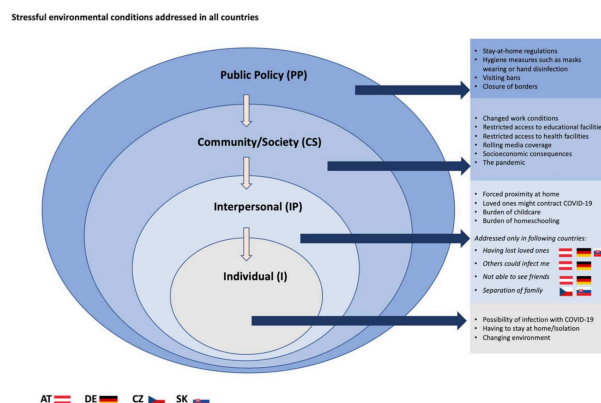 Stressful environmental conditions addressed in all countries
Public Policy (PP)
Community/Society (CS)
Interpersonal (IP)
Individual (I)
• Stay-at-home regulations
• Hygiene measures such as masks
wearing or hand disinfection
• Visiting bans
• Closure of borders
• Changed work conditions
• Restricted access to educational facilitie
• Restricted access to health facilities
• Rolling media coverage
• Socioeconomic consequences
• The pandemic
• Forced proximity at home
• Loved ones might contract COVID-19
• Burden of childcare
• Burden of homeschooling
Addressed only in following countries:
• Having lost loved ones
• Others could infect me
• Not able to see friends
• Separation of family
• Possibility of infection with COVID-19
• Having to stay at home/Isolation
• Changing environment
AT DE CZ SK